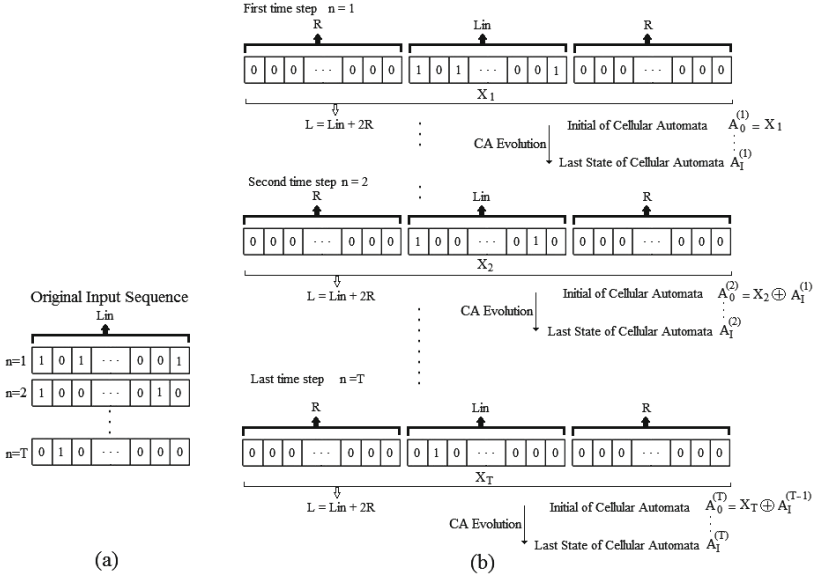 First time step n = 1
R Lin R
0 0 0 ··· 0 0 0 1 0 1 ··· 0 0 1 0 0 0 ··· 0 0 0
X₁
L = Lin + 2R
Initial of Cellular Automata A₀⁽¹⁾ = X₁
CA Evolution
Last State of Cellular Automata A_I⁽¹⁾
Second time step n = 2
R Lin R
0 0 0 ··· 0 0 0 1 0 0 ··· 0 1 0 0 0 0 ··· 0 0 0
X₂
L = Lin + 2R
Initial of Cellular Automata A₀⁽²⁾ = X₂ ⊕ A_I⁽¹⁾
CA Evolution
Last State of Cellular Automata A_I⁽²⁾
Original Input Sequence
Lin
n=1 1 0 1 ··· 0 0 1
n=2 1 0 0 ··· 0 1 0
n=T 0 1 0 ··· 0 0 0
Last time step n =T
R Lin R
0 0 0 ··· 0 0 0 0 1 0 ··· 0 0 0 0 0 0 ··· 0 0 0
X_T
L = Lin + 2R
Initial of Cellular Automata A₀⁽ᵀ⁾ = X_T ⊕ A_I⁽ᵀ⁻¹⁾
CA Evolution
Last State of Cellular Automata A_I⁽ᵀ⁾
(a) (b)